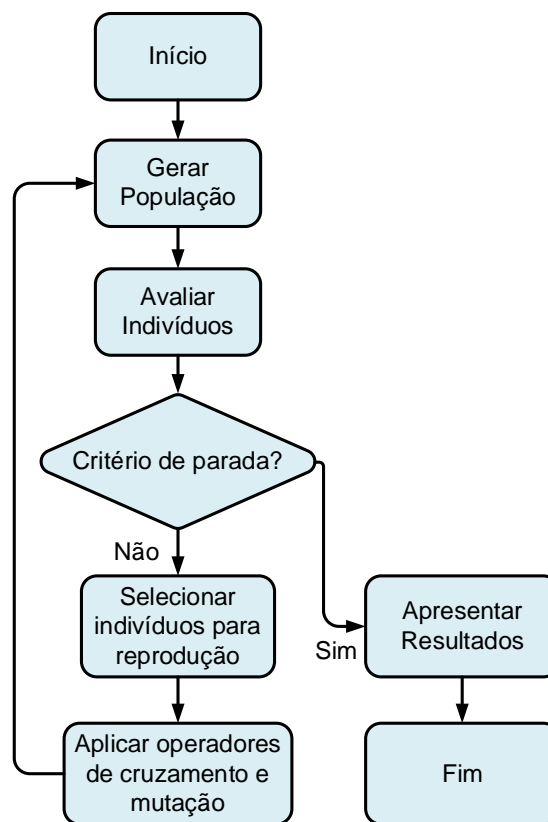 Início
Gerar
População
Avaliar
Indivíduos
Critério de parada?
Não
Selecionar
indivíduos para
reprodução
Aplicar operadores
de cruzamento e
mutação
Sim
Apresentar
Resultados
Fim